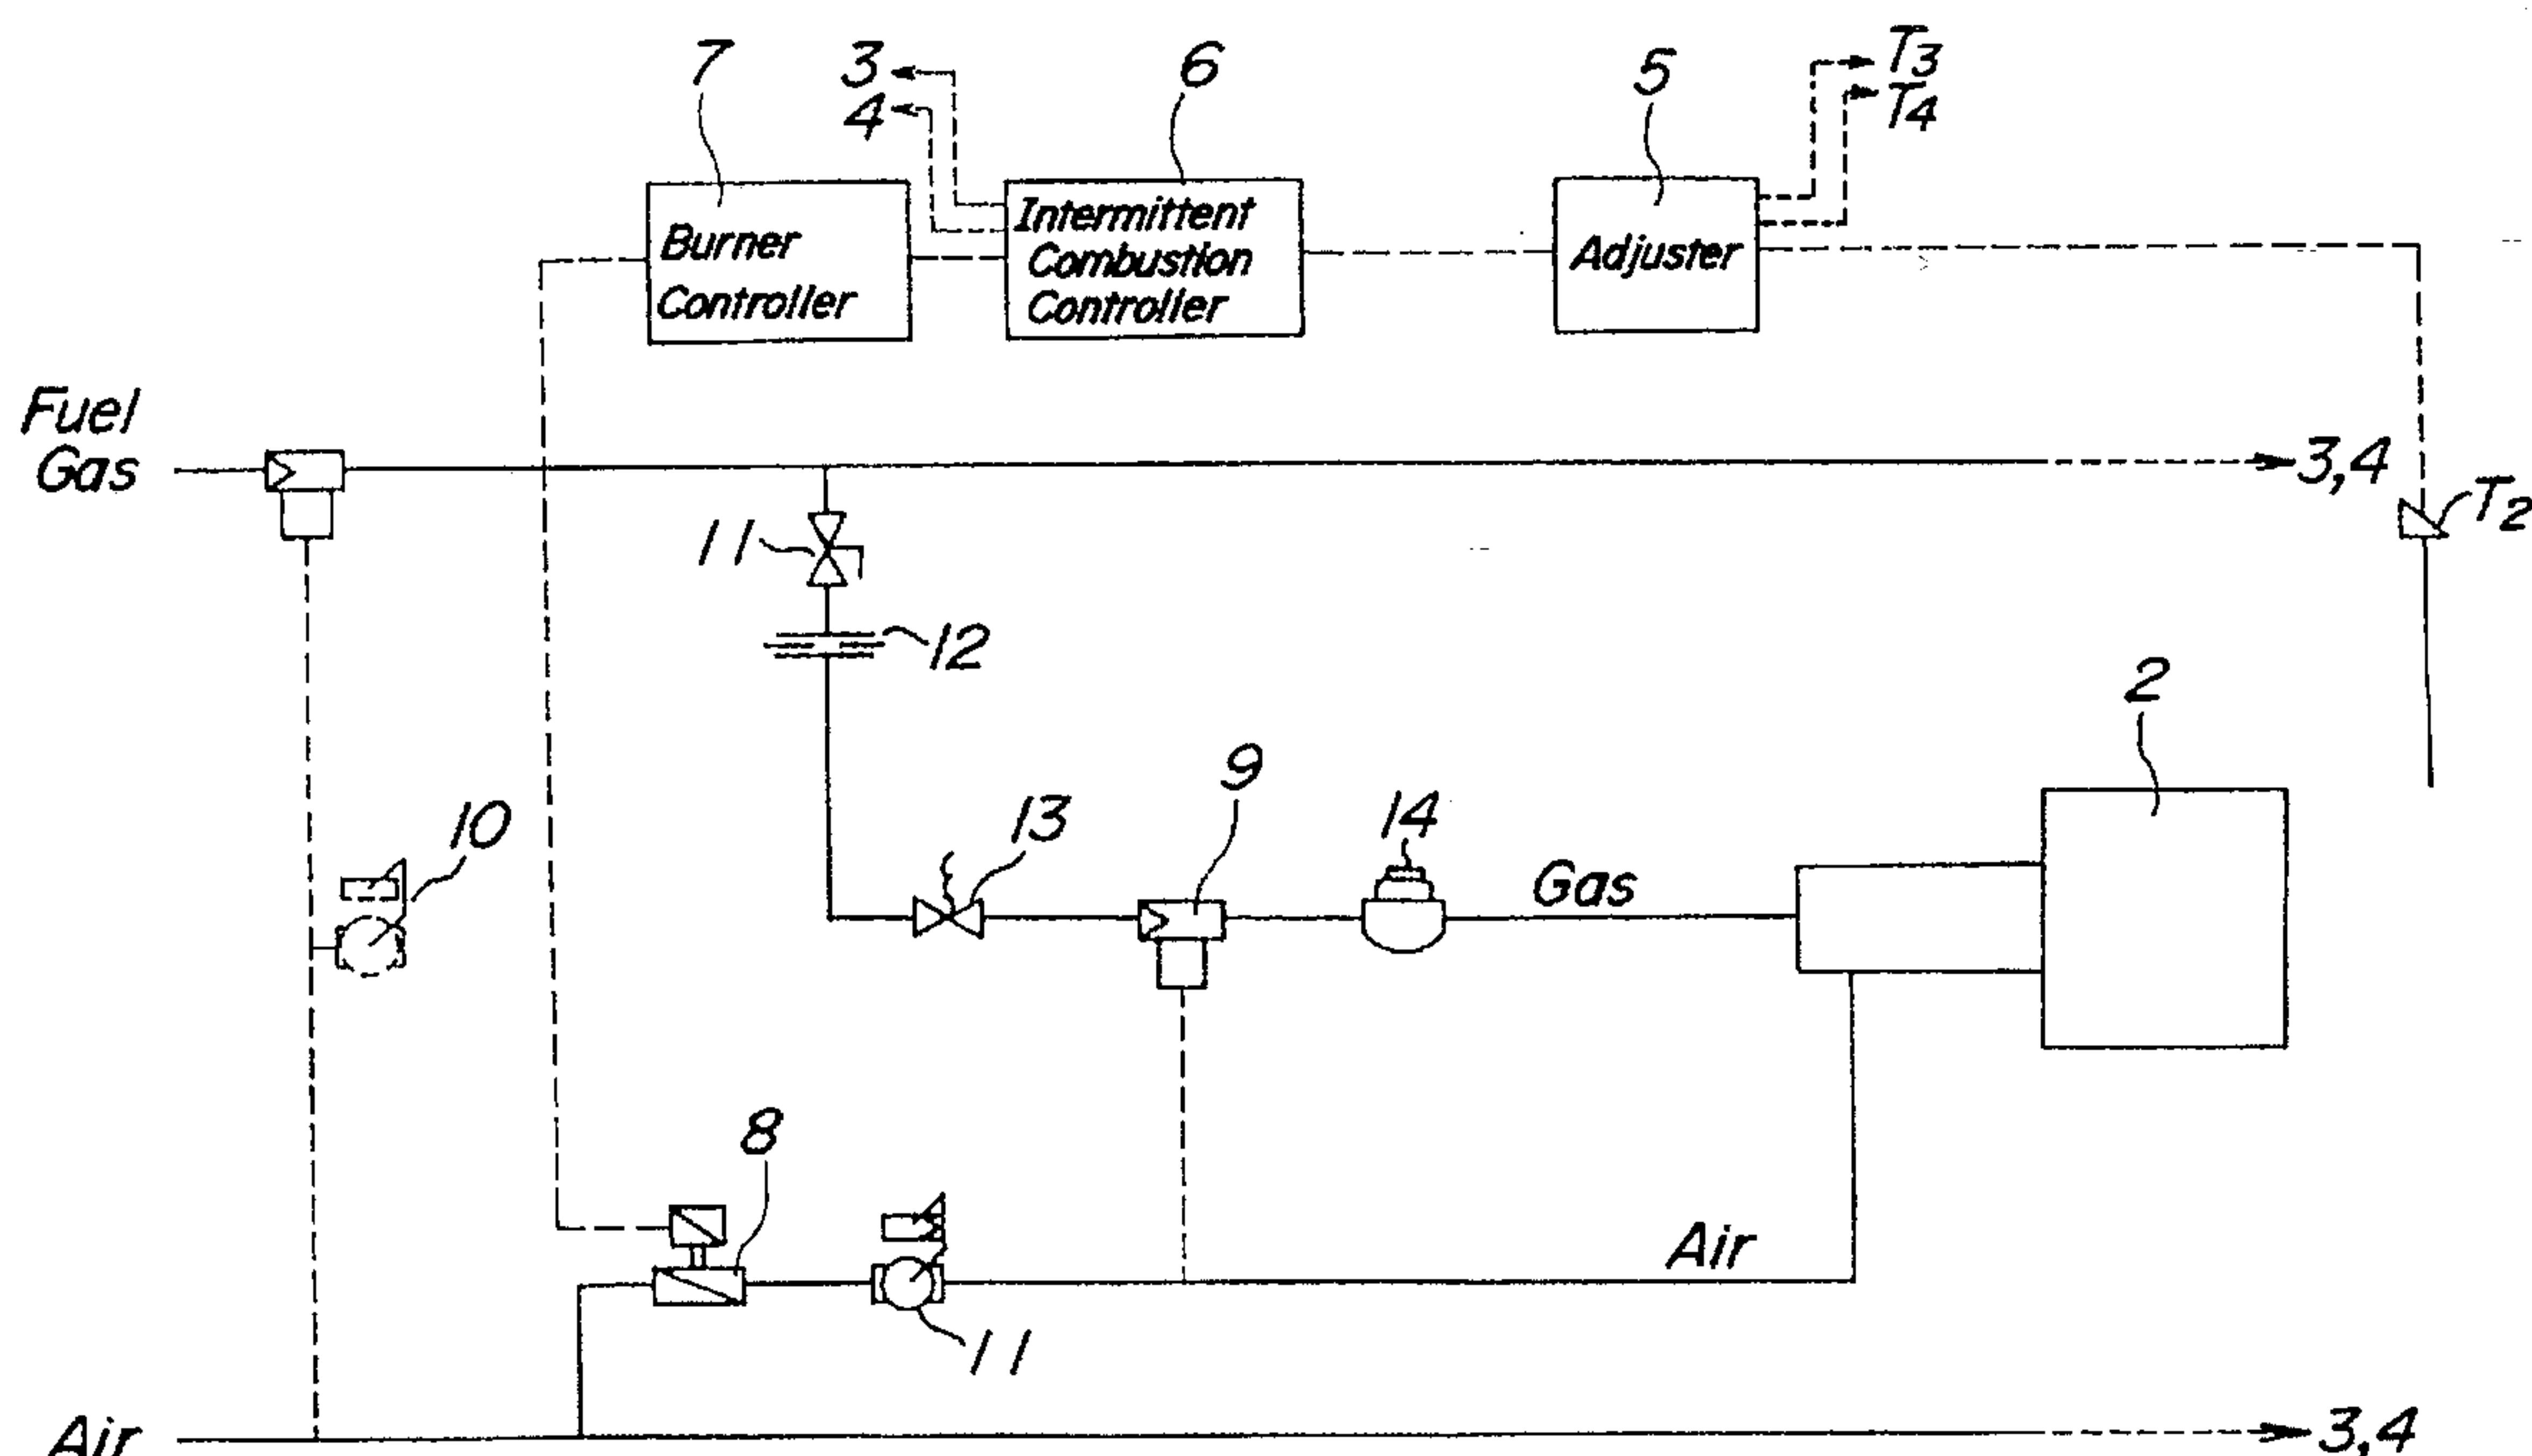 7
3
4
6
5
T3
T4
Burner
Controller
Intermittent
Combustion
Controller
Adjuster
Fuel
Gas
3,4
T2
11
12
2
9
13
14
10
Gas
8
Air
11
Air
3,4